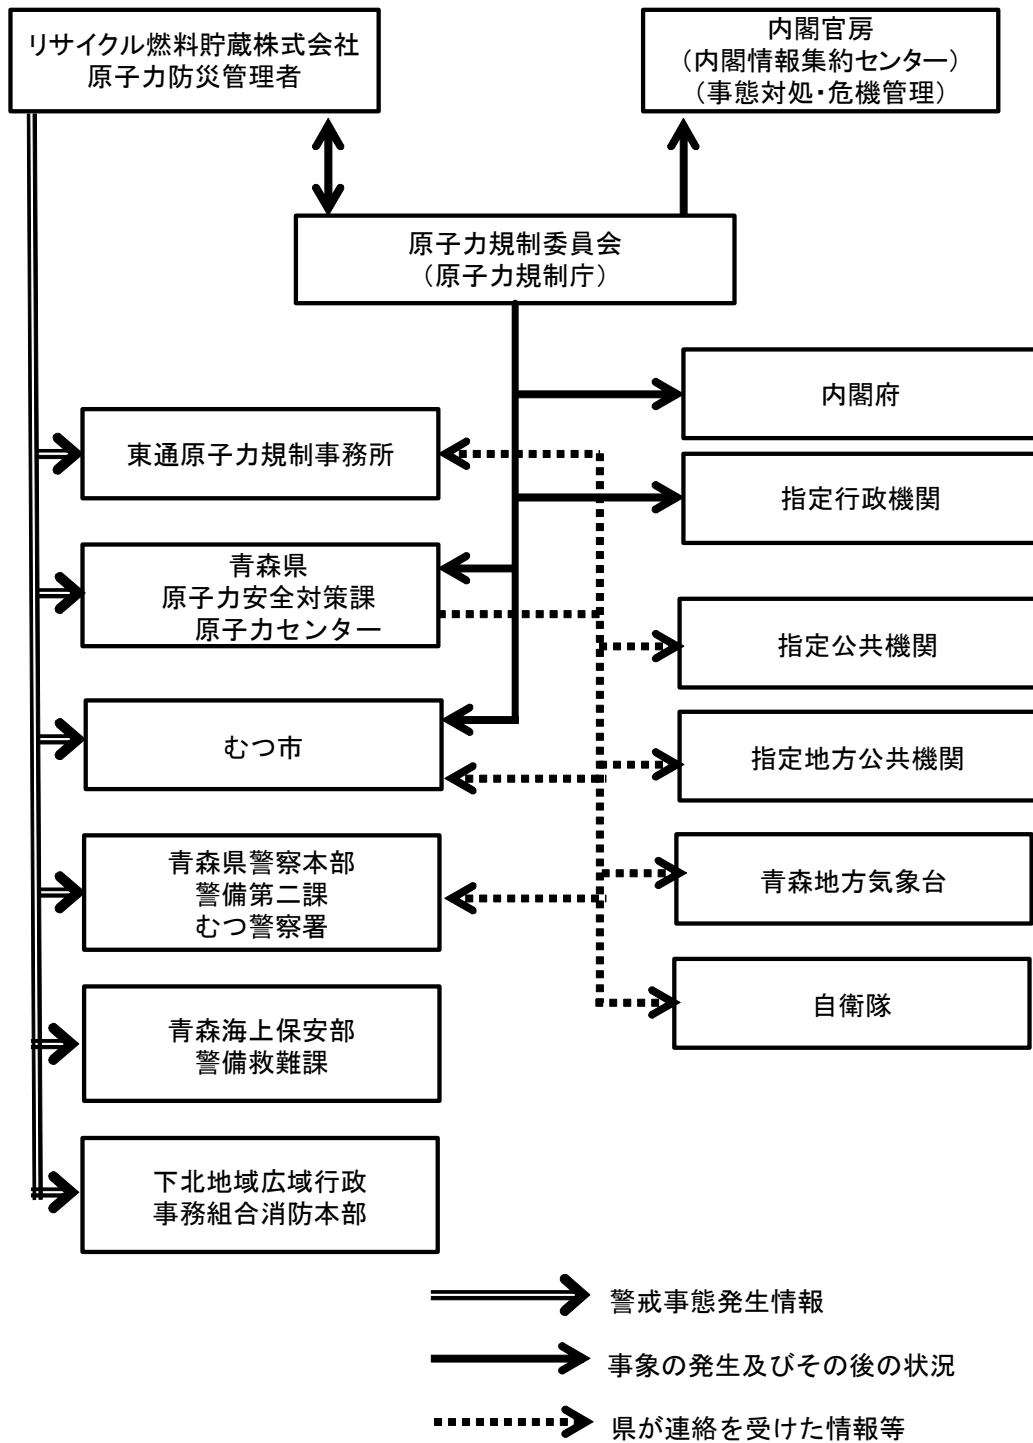 リサイクル燃料貯蔵株式会社
原子力防災管理者
内閣官房
（内閣情報集約センター）
（事態対処・危機管理）
原子力規制委員会
（原子力規制庁）
内閣府
東通原子力規制事務所
指定行政機関
青森県
原子力安全対策課
原子力センター
指定公共機関
むつ市
指定地方公共機関
青森県警察本部
警備第二課
むつ警察署
青森地方気象台
青森海上保安部
警備救難課
自衛隊
下北地域広域行政
事務組合消防本部
警戒事態発生情報
事象の発生及びその後の状況
県が連絡を受けた情報等